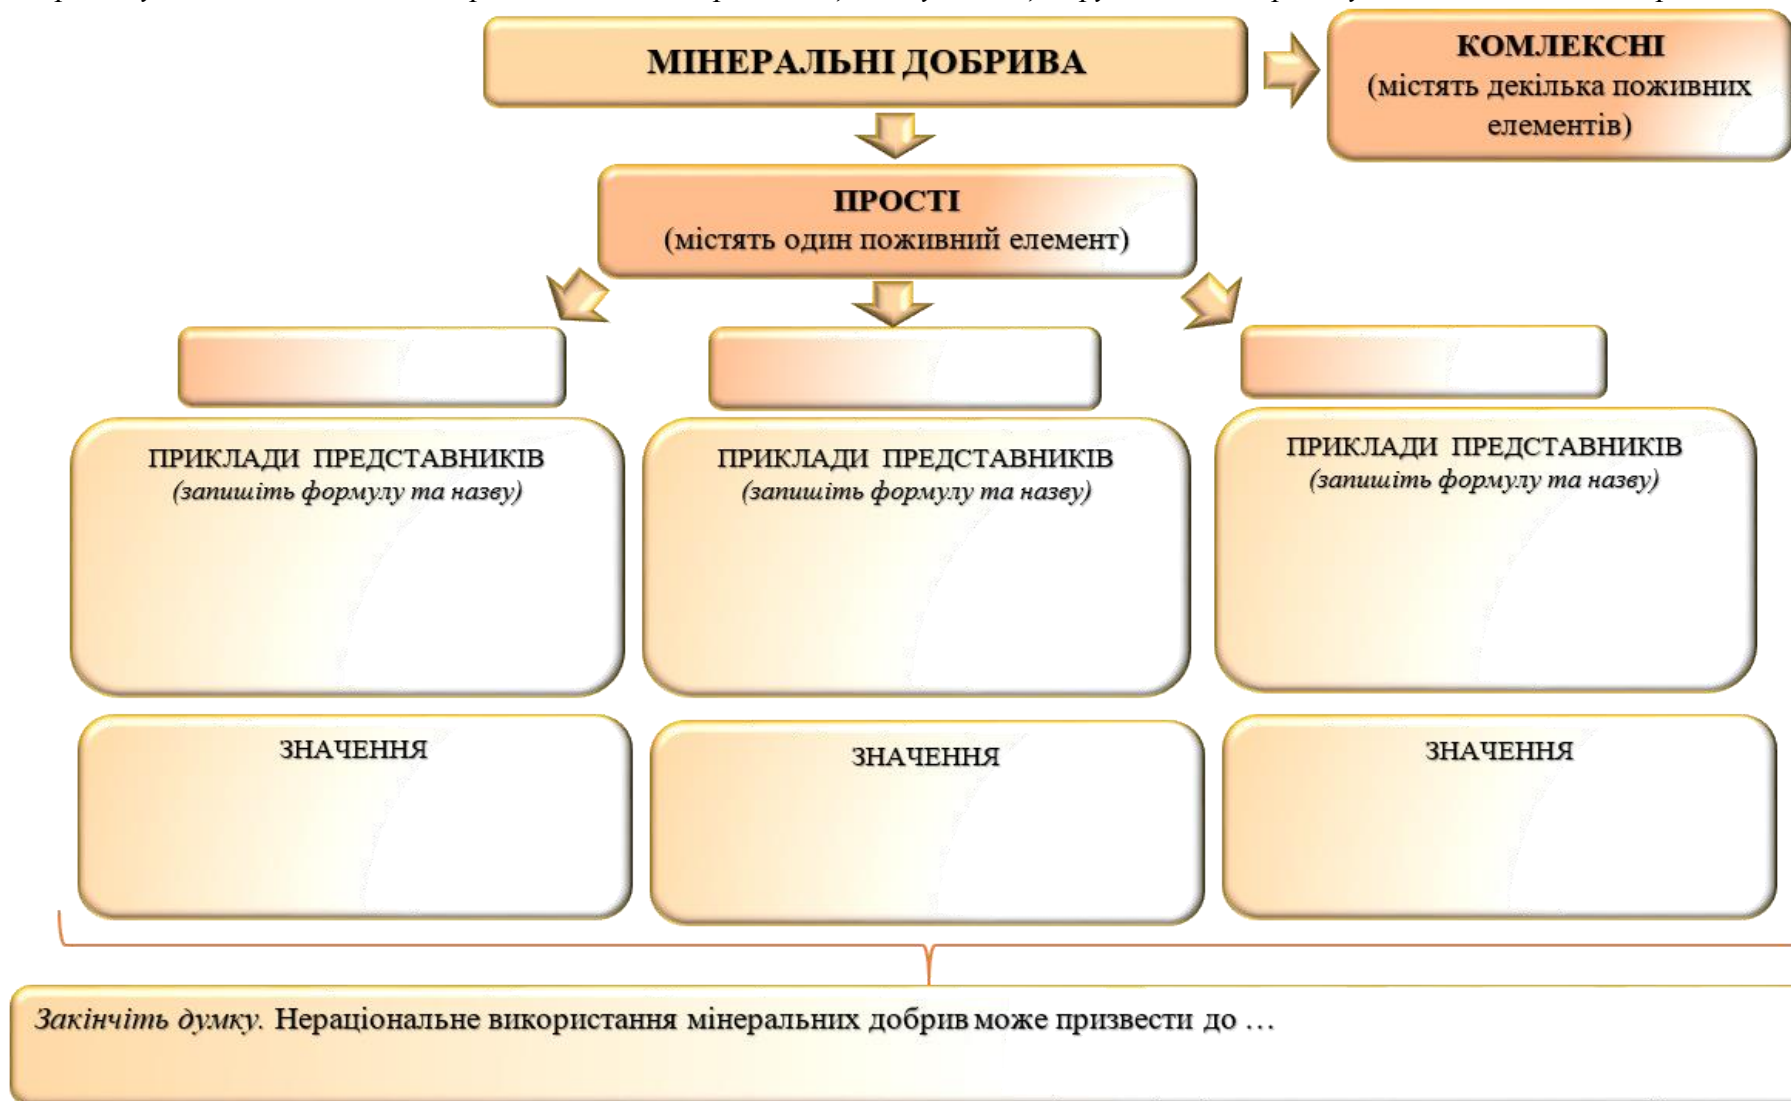 МІНЕРАЛЬНІ ДОБРИВА
КОМЛЕКСНІ
(містять декілька поживних
елементів)
ПРОСТІ
(містять один поживний елемент)
ПРИКЛАДИ ПРЕДСТАВНИКІВ
(запишіть формулу та назву)
ПРИКЛАДИ ПРЕДСТАВНИКІВ
(запишіть формулу та назву)
ПРИКЛАДИ ПРЕДСТАВНИКІВ
(запишіть формулу та назву)
ЗНАЧЕННЯ
ЗНАЧЕННЯ
ЗНАЧЕННЯ
Закінчіть думку. Нераціональне використання мінеральних добрив може призвести до …